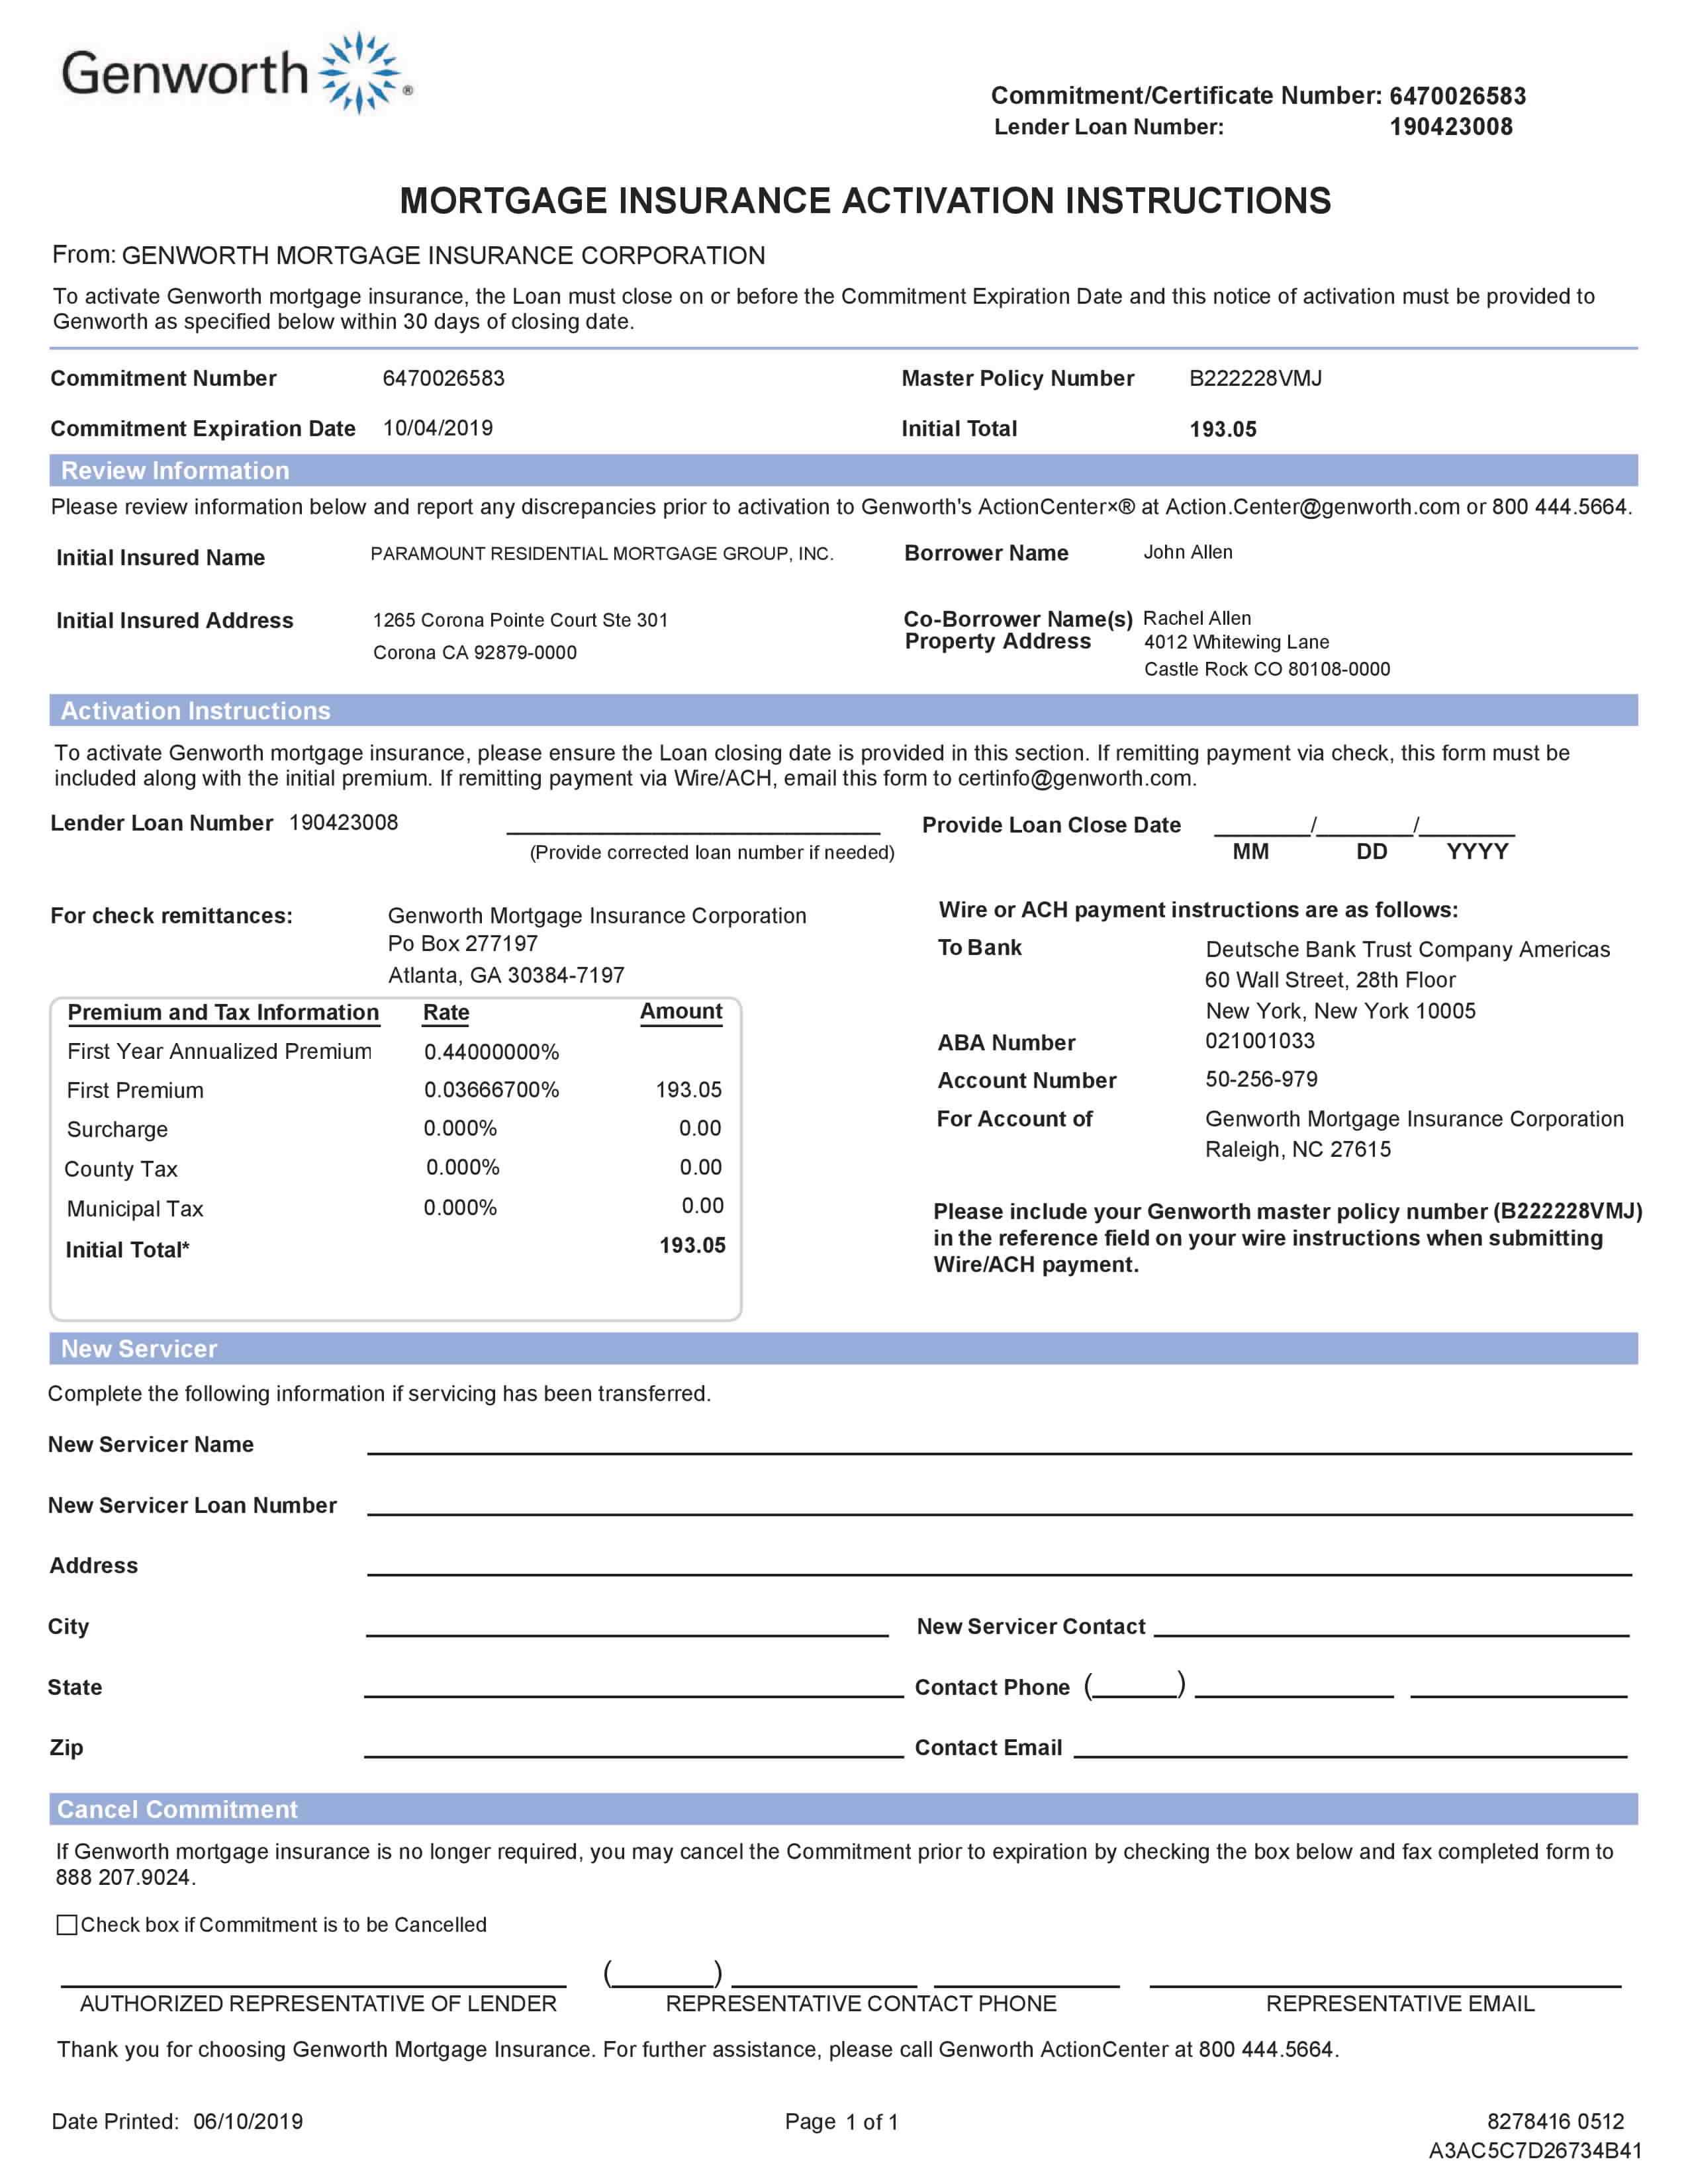 Genworth ®
Commitment/Certificate Number: 6470026583
Lender Loan Number: 190423008
MORTGAGE INSURANCE ACTIVATION INSTRUCTIONS
From: GENWORTH MORTGAGE INSURANCE CORPORATION
To activate Genworth mortgage insurance, the Loan must close on or before the Commitment Expiration Date and this notice of activation must be provided to
Genworth as specified below within 30 days of closing date.
Commitment Number 6470026583 Master Policy Number B222228VMJ
Commitment Expiration Date 10/04/2019 Initial Total 193.05
Review Information
Please review information below and report any discrepancies prior to activation to Genworth's ActionCenter×® at Action.Center@genworth.com or 800 444.5664.
Initial Insured Name PARAMOUNT RESIDENTIAL MORTGAGE GROUP, INC. Borrower Name John Allen
Initial Insured Address 1265 Corona Pointe Court Ste 301 Co-Borrower Name(s) Rachel Allen
Property Address 4012 Whitewing Lane
Corona CA 92879-0000
Castle Rock CO 80108-0000
Activation Instructions
To activate Genworth mortgage insurance, please ensure the Loan closing date is provided in this section. If remitting payment via check, this form must be
included along with the initial premium. If remitting payment via Wire/ACH, email this form to certinfo@genworth.com.
Lender Loan Number 190423008 Provide Loan Close Date / /
(Provide corrected loan number if needed) MM DD YYYY
For check remittances: Genworth Mortgage Insurance Corporation
Po Box 277197
Atlanta, GA 30384-7197
Premium and Tax Information Rate Amount
First Year Annualized Premium 0.44000000%
First Premium 0.03666700% 193.05
Surcharge 0.000% 0.00
County Tax 0.000% 0.00
Municipal Tax 0.000% 0.00
Initial Total* 193.05
Wire or ACH payment instructions are as follows:
To Bank Deutsche Bank Trust Company Americas
60 Wall Street, 28th Floor
New York, New York 10005
ABA Number 021001033
Account Number 50-256-979
For Account of Genworth Mortgage Insurance Corporation
Raleigh, NC 27615
Please include your Genworth master policy number (B222228VMJ)
in the reference field on your wire instructions when submitting
Wire/ACH payment.
New Servicer
Complete the following information if servicing has been transferred.
New Servicer Name
New Servicer Loan Number
Address
City New Servicer Contact
State Contact Phone ( )
Zip Contact Email
Cancel Commitment
If Genworth mortgage insurance is no longer required, you may cancel the Commitment prior to expiration by checking the box below and fax completed form to
888 207.9024.
Check box if Commitment is to be Cancelled
( )
AUTHORIZED REPRESENTATIVE OF LENDER REPRESENTATIVE CONTACT PHONE REPRESENTATIVE EMAIL
Thank you for choosing Genworth Mortgage Insurance. For further assistance, please call Genworth ActionCenter at 800 444.5664.
Date Printed: 06/10/2019 Page 1 of 1 8278416 0512
A3AC5C7D26734B41